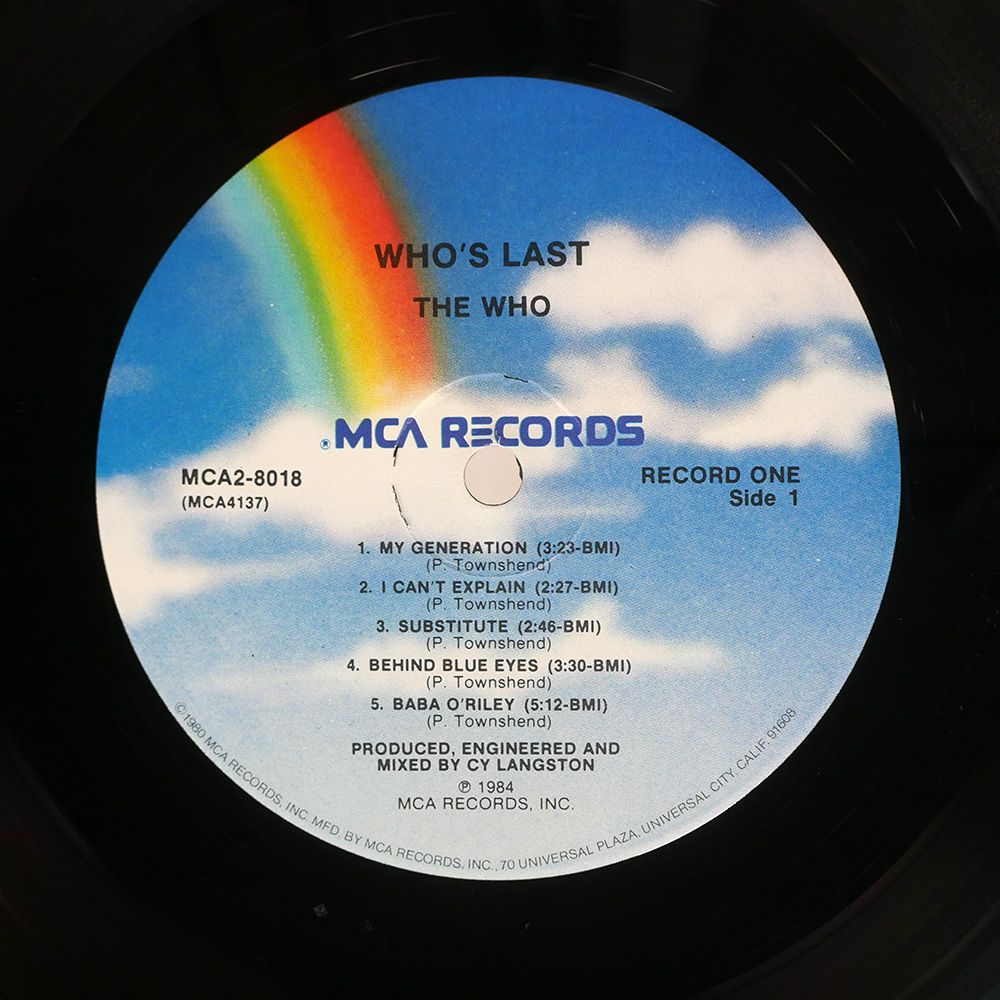 WHO'S LAST
THE WHO
® MCA RECORDS
MCA2-8018
(MCA4137)
RECORD ONE
Side 1
1. MY GENERATION (3:23-BMI)
(P. Townshend)
2. I CAN'T EXPLAIN (2:27-BMI)
(P. Townshend)
3. SUBSTITUTE (2:46-BMI)
(P. Townshend)
4. BEHIND BLUE EYES (3:30-BMI)
(P. Townshend)
5. BABA O'RILEY (5:12-BMI)
(P. Townshend)
PRODUCED, ENGINEERED AND
MIXED BY CY LANGSTON
℗ 1984
MCA RECORDS, INC.
©1980 MCA RECORDS, INC. MFD. BY MCA RECORDS, INC., 70 UNIVERSAL PLAZA, UNIVERSAL CITY, CALIF. 91608